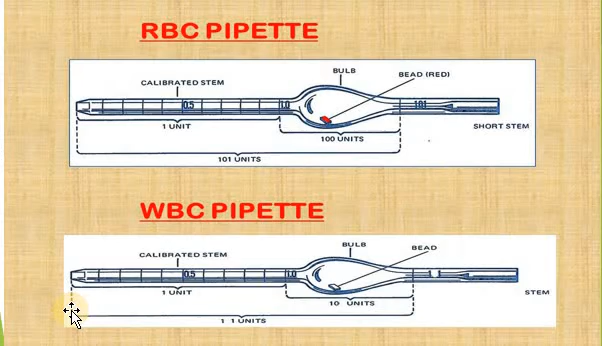 RBC PIPETTE
BULB
BEAD (RED)
CALIBRATED STEM
0.5
1.0
101
1 UNIT
SHORT STEM
100 UNITS
101 UNITS
WBC PIPETTE
BULB
BEAD
CALIBRATED STEM
0.5
1.0
1 1
1 UNIT
STEM
10 UNITS
1 1 UNITS